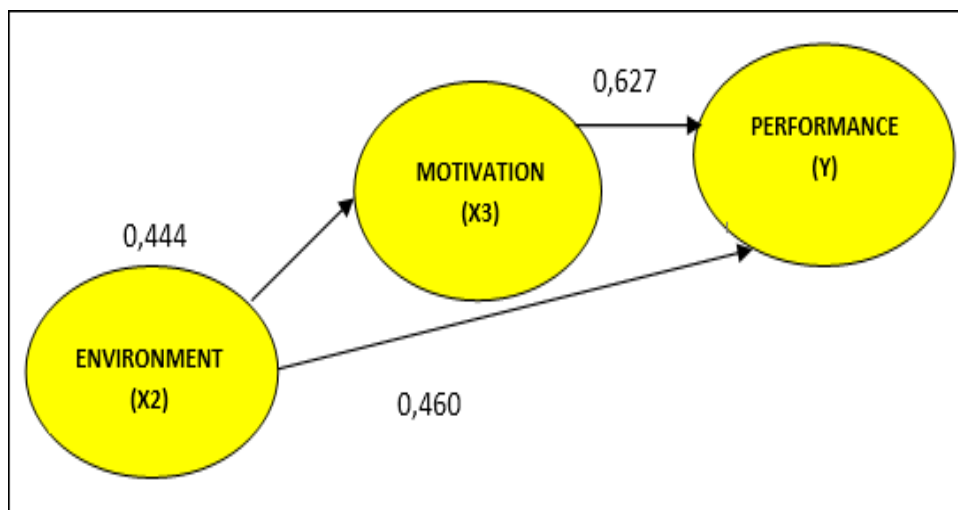 0,627
PERFORMANCE
(Y)
MOTIVATION
(X3)
0,444
ENVIRONMENT
(X2)
0,460